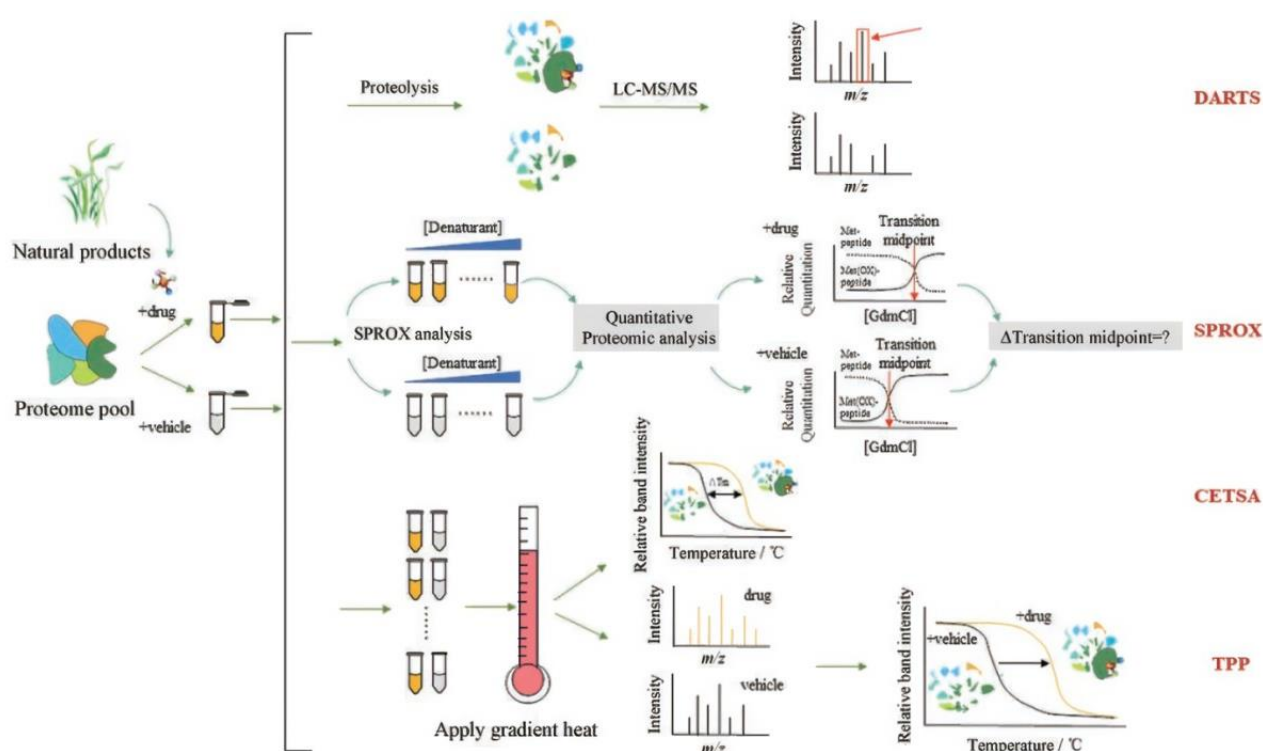 Natural products
+drug
Proteome pool
+vehicle
Proteolysis
LC-MS/MS
Intensity
m/z
Intensity
m/z
DARTS
[Denaturant]
SPROX analysis
[Denaturant]
Quantitative
Proteomic analysis
+drug
Relative
Quantitation
Met-
peptide
Met(OX)-
peptide
Transition
midpoint
[GdmCl]
+vehicle
Relative
Quantitation
Met-
peptide
Met(OX)-
peptide
Transition
midpoint
[GdmCl]
ΔTransition midpoint=?
SPROX
Apply gradient heat
Relative band intensity
△Tm
Temperature / ℃
CETSA
Intensity
drug
m/z
Intensity
vehicle
m/z
Relative band intensity
+vehicle
+drug
Temperature / ℃
TPP